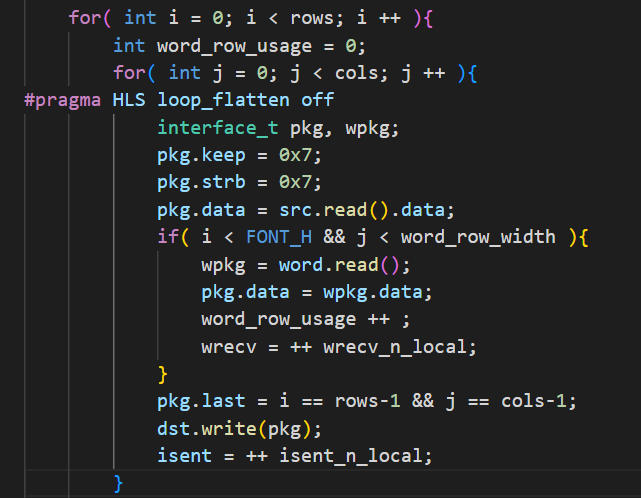 for( int i = 0; i < rows; i ++ ){
int word_row_usage = 0;
for( int j = 0; j < cols; j ++ ){
#pragma HLS loop_flatten off
interface_t pkg, wpkg;
pkg.keep = 0x7;
pkg.strb = 0x7;
pkg.data = src.read().data;
if( i < FONT_H && j < word_row_width ){
wpkg = word.read();
pkg.data = wpkg.data;
word_row_usage ++ ;
wrecv = ++ wrecv_n_local;
}
pkg.last = i == rows-1 && j == cols-1;
dst.write(pkg);
isent = ++ isent_n_local;
}